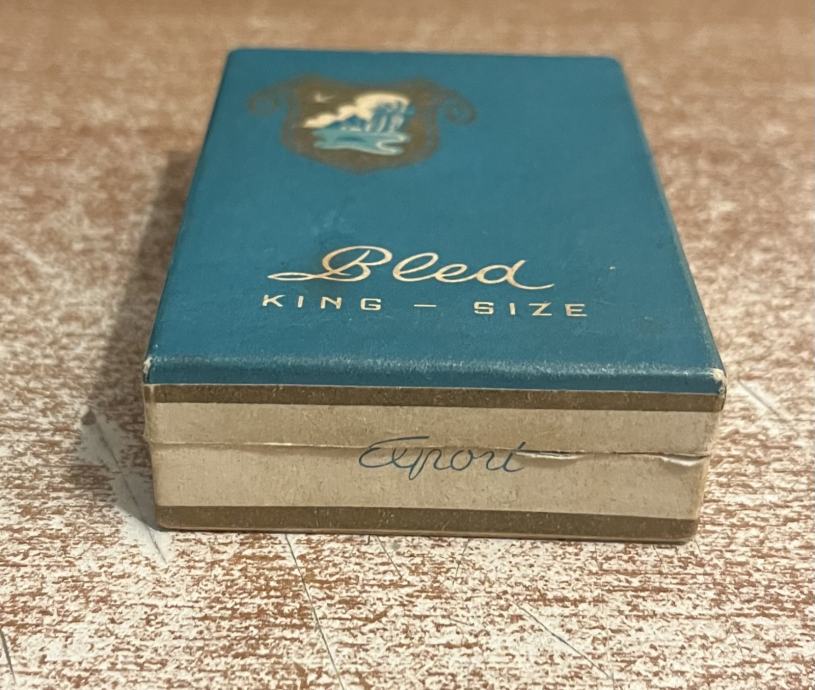 Bled
KING – SIZE
Export